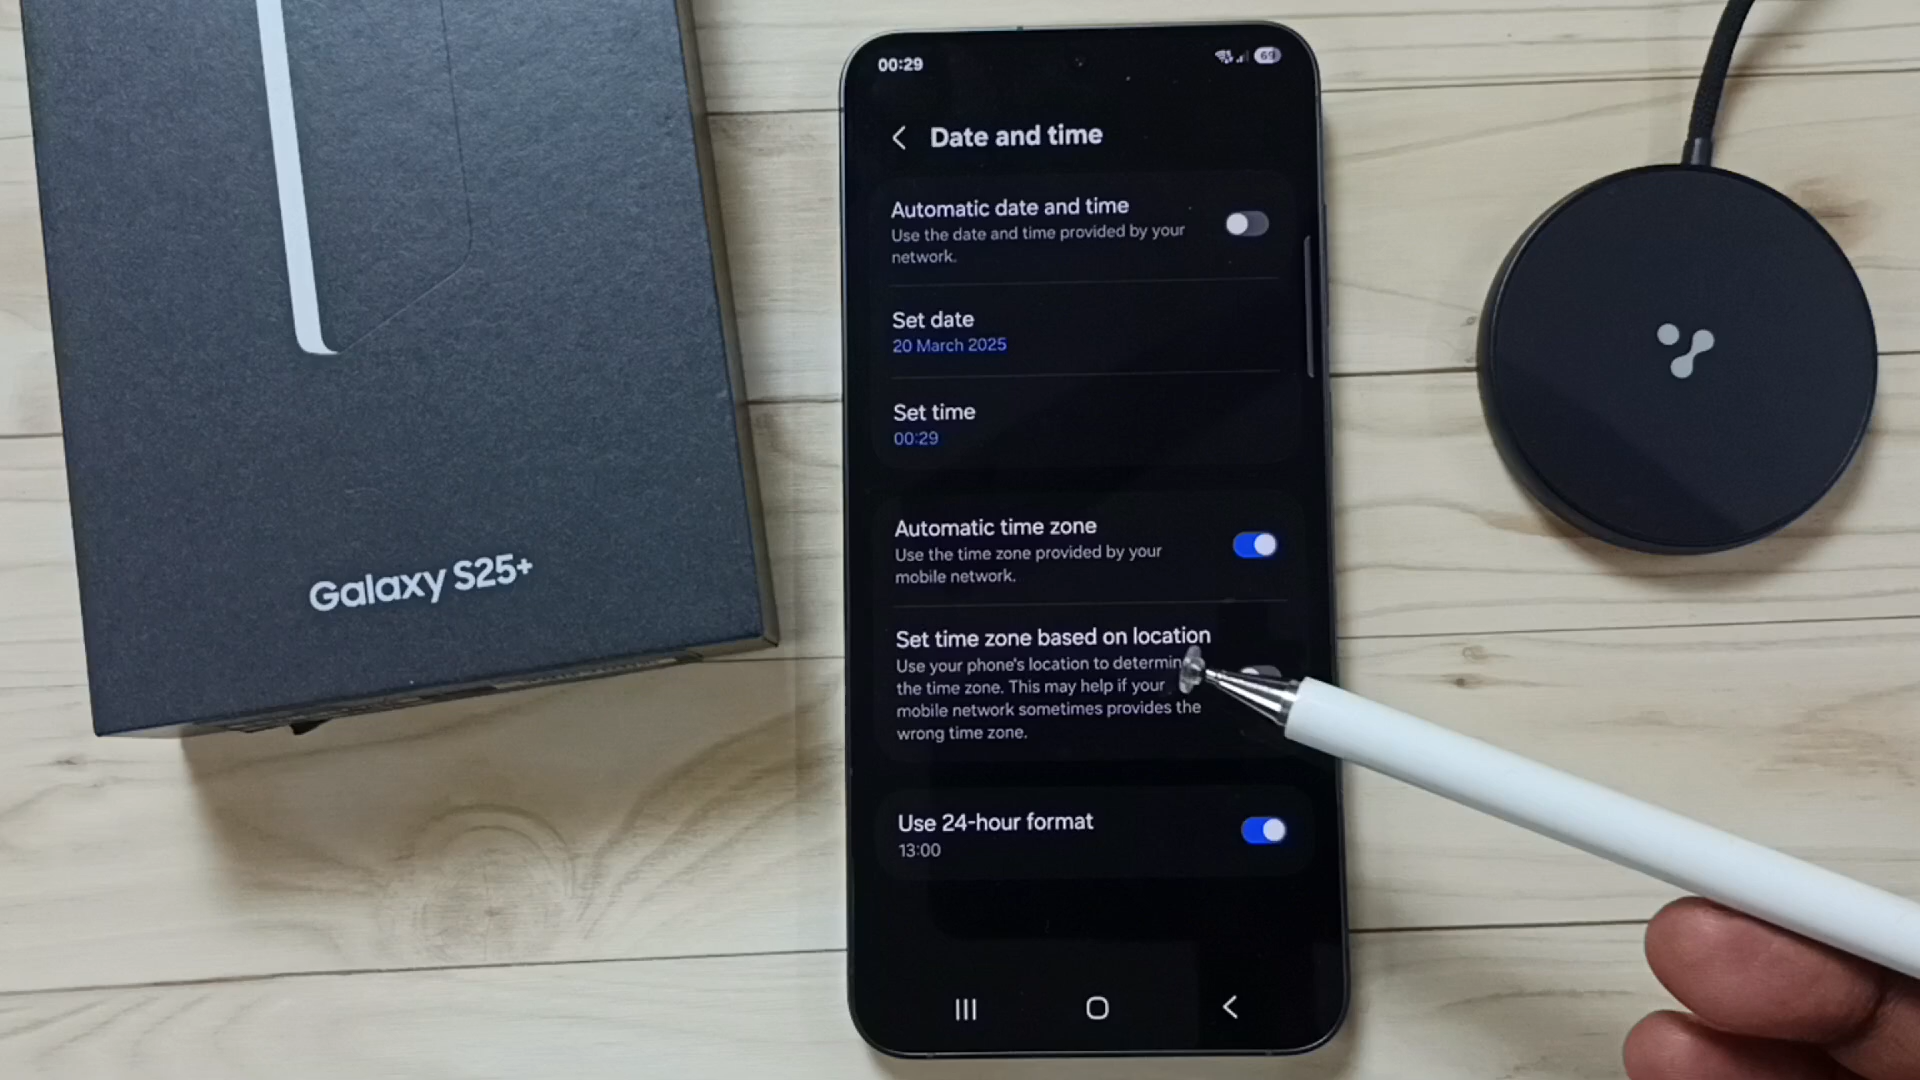 00:29
69
Date and time
Automatic date and time
Use the date and time provided by your
network.
Set date
20 March 2025
Set time
00:29
Automatic time zone
Use the time zone provided by your
mobile network.
Set time zone based on location
Use your phone's location to determin
the time zone. This may help if your
mobile network sometimes provides the
wrong time zone.
Use 24-hour format
13:00
Galaxy S25+